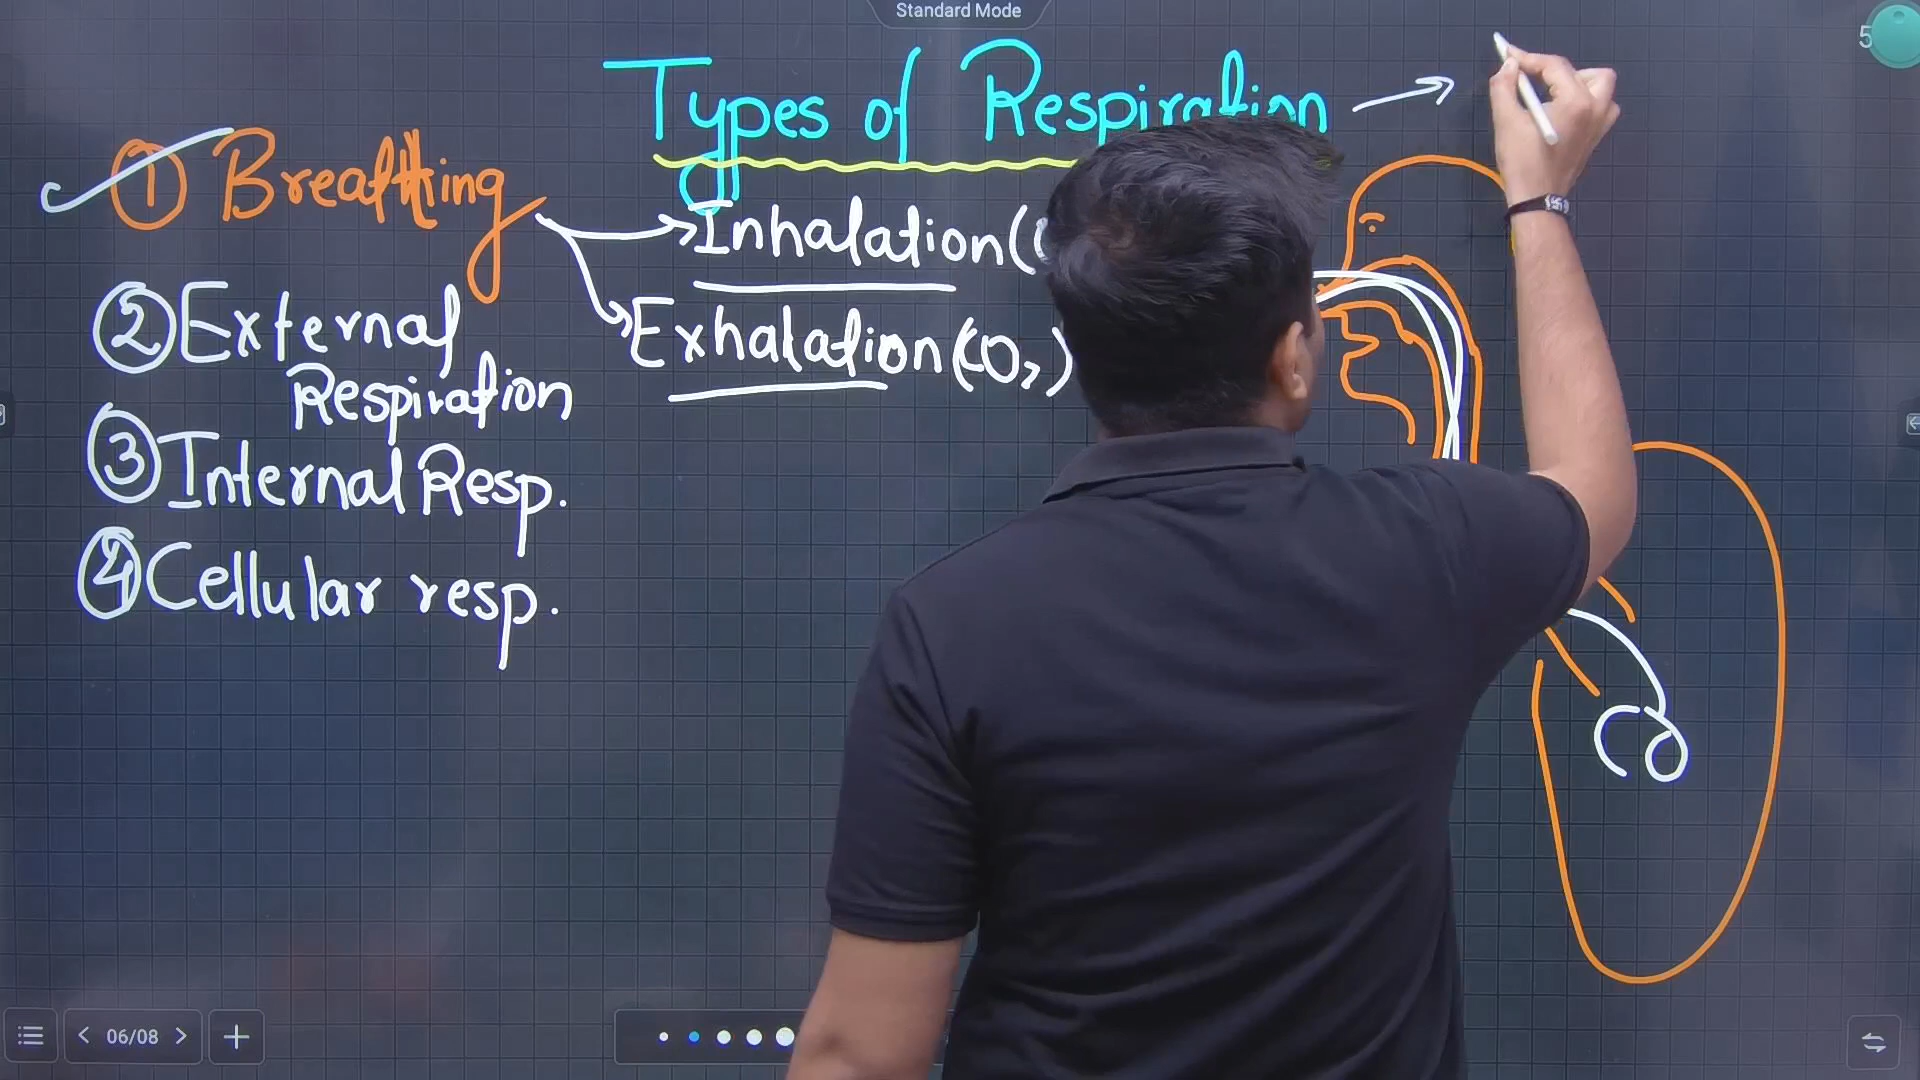 Standard Mode
5
Types of Respiration →
① Breathing
Inhalation(
Exhalation(CO₂)
② External
Respiration
③ Internal Resp.
④ Cellular resp.
06/08